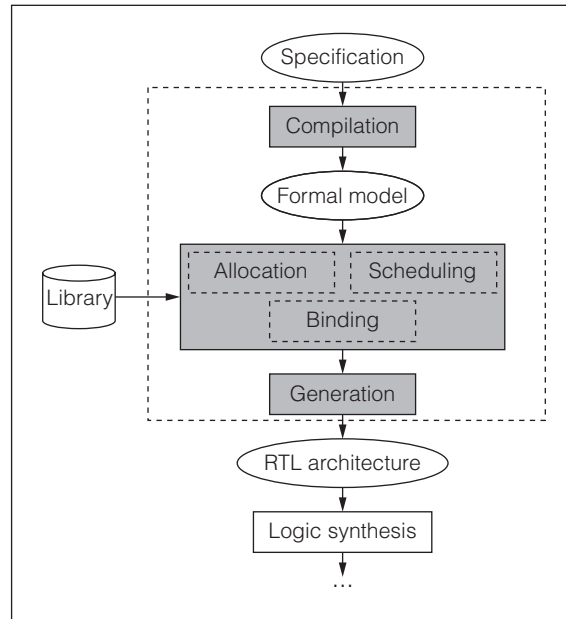 Specification
Compilation
Formal model
Allocation
Scheduling
Library
Binding
Generation
RTL architecture
Logic synthesis
...